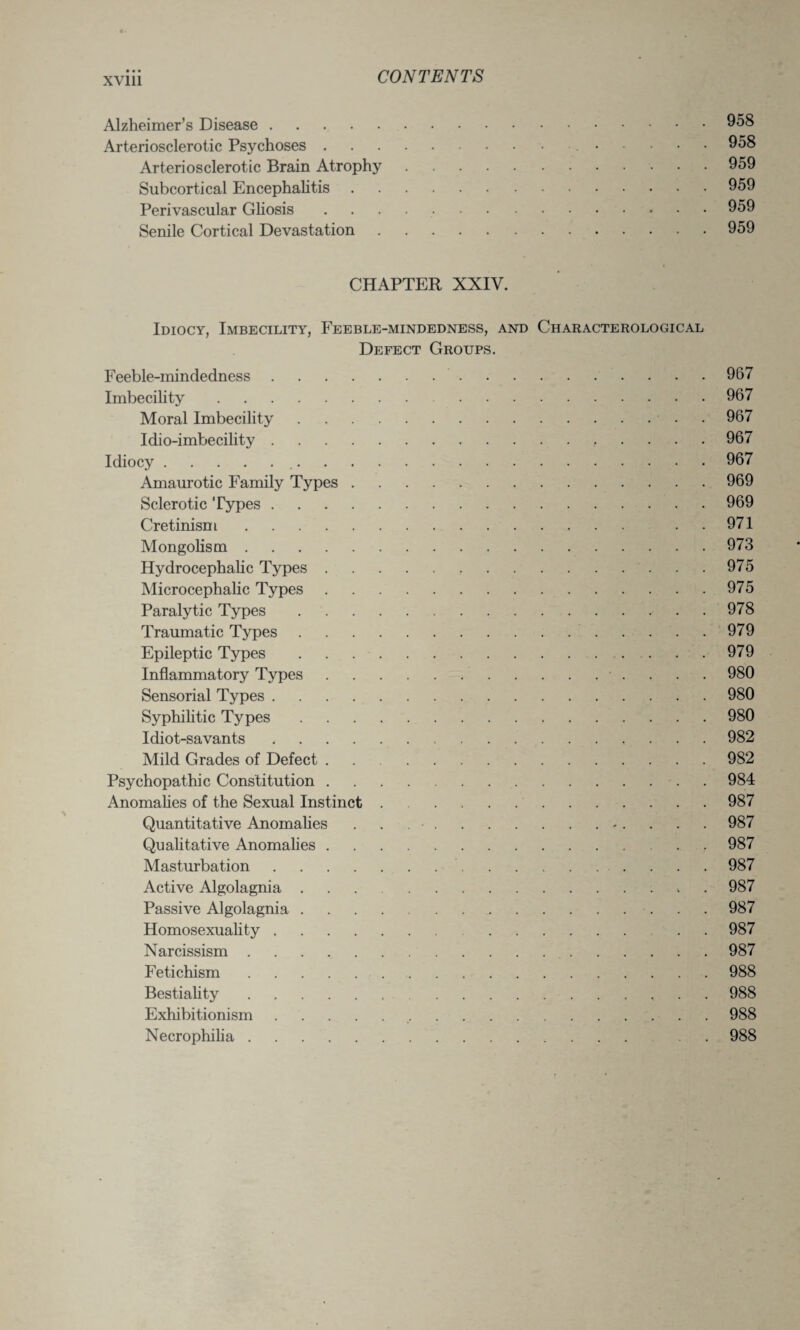 xviii CONTENTS
Alzheimer's Disease . . . . . . . . . . . . . . . . . 958
Arteriosclerotic Psychoses . . . . . . . . . . . . . . . 958
Arteriosclerotic Brain Atrophy . . . . . . . . . . . . 959
Subcortical Encephalitis . . . . . . . . . . . . . . 959
Perivascular Gliosis . . . . . . . . . . . . . . . 959
Senile Cortical Devastation . . . . . . . . . . . . . 959
CHAPTER XXIV.
Idiocy, Imbecility, Feeble-mindedness, and Characterological
Defect Groups.
Feeble-mindedness . . . . . . . . . . . . . . . . . 967
Imbecility . . . . . . . . . . . . . . . . . . . 967
Moral Imbecility . . . . . . . . . . . . . . . . 967
Idio-imbecility . . . . . . . . . . . . . . . . . 967
Idiocy . . . . . . . . . . . . . . . . . . . . . 967
Amaurotic Family Types . . . . . . . . . . . . . . 969
Sclerotic Types . . . . . . . . . . . . . . . . . 969
Cretinism . . . . . . . . . . . . . . . . . . 971
Mongolism . . . . . . . . . . . . . . . . . . 973
Hydrocephalic Types . . . . . . . . . . . . . . . 975
Microcephalic Types . . . . . . . . . . . . . . . 975
Paralytic Types . . . . . . . . . . . . . . . . 978
Traumatic Types . . . . . . . . . . . . . . . . 979
Epileptic Types . . . . . . . . . . . . . . . . 979
Inflammatory Types . . . . . . . . . . . . . . . 980
Sensorial Types . . . . . . . . . . . . . . . . . 980
Syphilitic Types . . . . . . . . . . . . . . . . 980
Idiot-savants . . . . . . . . . . . . . . . . . 982
Mild Grades of Defect . . . . . . . . . . . . . . . 982
Psychopathic Constitution . . . . . . . . . . . . . . . 984
Anomalies of the Sexual Instinct . . . . . . . . . . . . . 987
Quantitative Anomalies . . . . . . . . . . . . . . 987
Qualitative Anomalies . . . . . . . . . . . . . . . 987
Masturbation . . . . . . . . . . . . . . . . . 987
Active Algolagnia . . . . . . . . . . . . . . . . 987
Passive Algolagnia . . . . . . . . . . . . . . . . 987
Homosexuality . . . . . . . . . . . . . . . . . 987
Narcissism . . . . . . . . . . . . . . . . . . 987
Fetichism . . . . . . . . . . . . . . . . . . 988
Bestiality . . . . . . . . . . . . . . . . . . 988
Exhibitionism . . . . . . . . . . . . . . . . . 988
Necrophilia . . . . . . . . . . . . . . . . . . 988